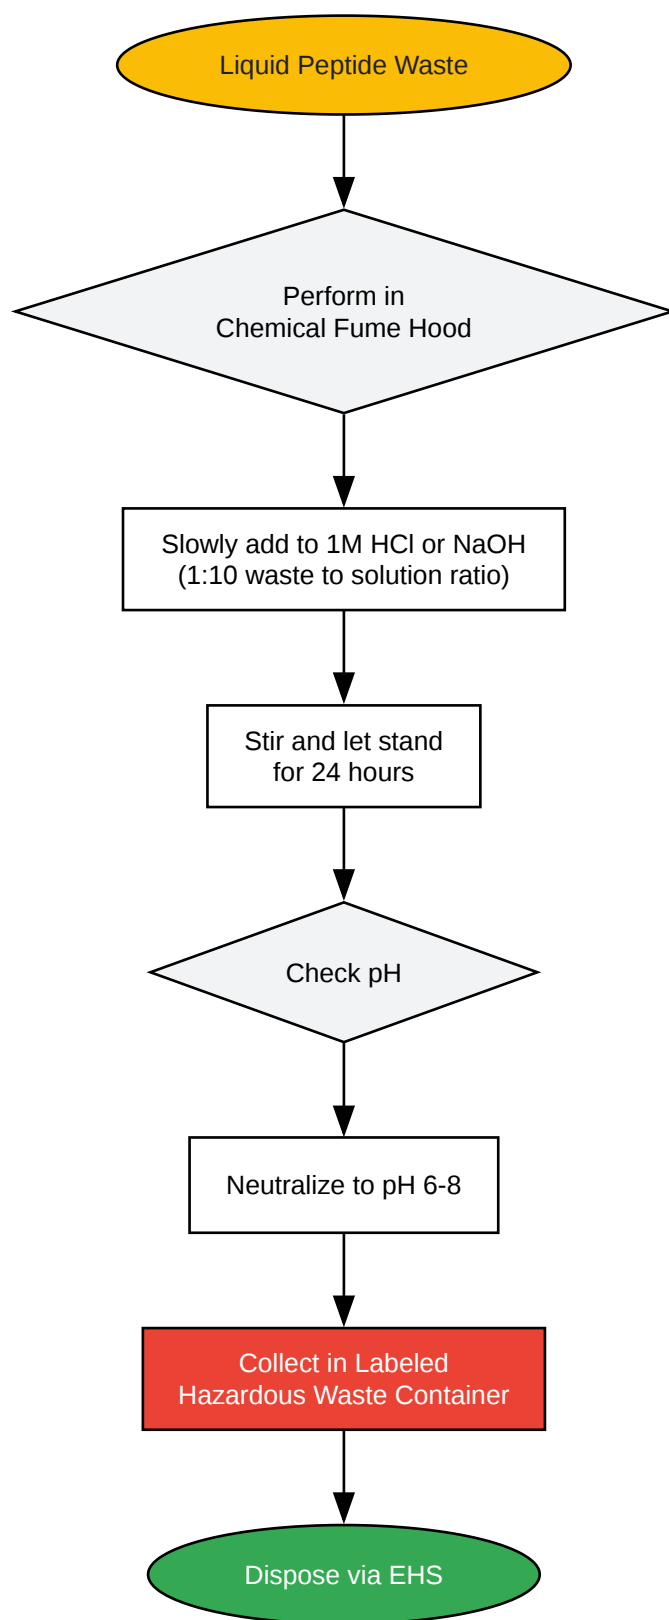 Liquid Peptide Waste
Perform in
Chemical Fume Hood
Slowly add to 1M HCl or NaOH
(1:10 waste to solution ratio)
Stir and let stand
for 24 hours
Check pH
Neutralize to pH 6-8
Collect in Labeled
Hazardous Waste Container
Dispose via EHS